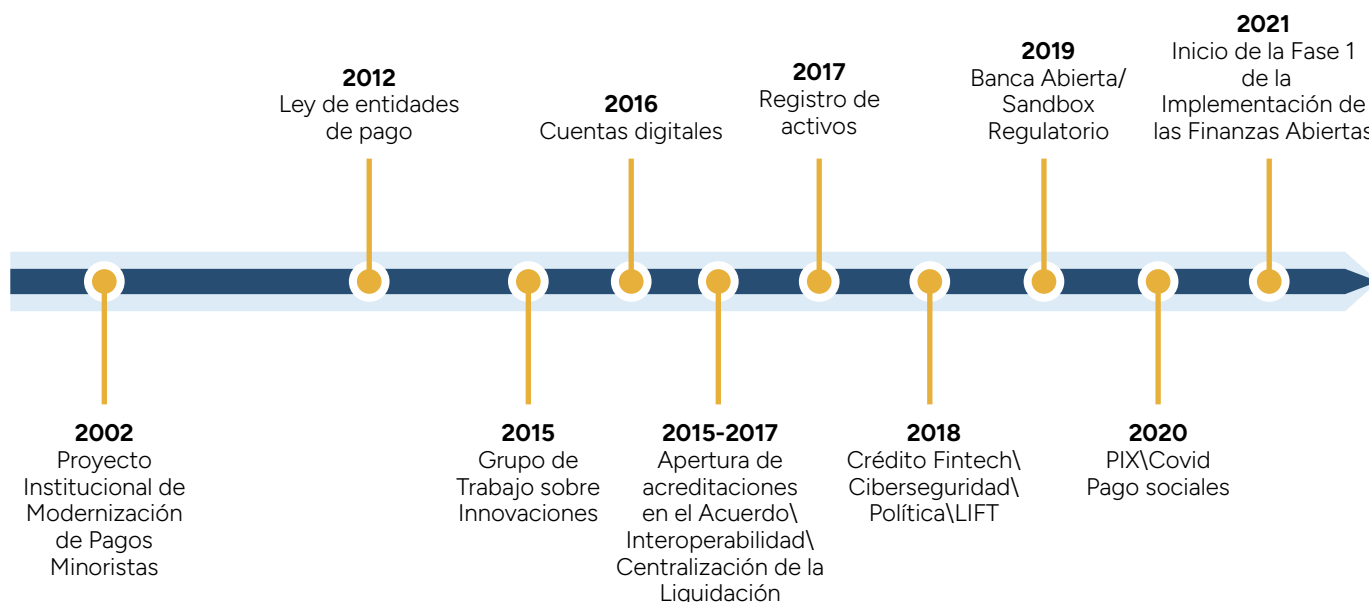 2012
Ley de entidades
de pago
2016
Cuentas digitales
2017
Registro de
activos
2019
Banca Abierta/
Sandbox
Regulatorio
2021
Inicio de la Fase 1
de la
Implementación de
las Finanzas Abiertas
2002
Proyecto
Institucional de
Modernización
de Pagos
Minoristas
2015
Grupo de
Trabajo sobre
Innovaciones
2015-2017
Apertura de
acreditaciones
en el Acuerdo\
Interoperabilidad\
Centralización de la
Liquidación
2018
Crédito Fintech\
Ciberseguridad\
Política\LIFT
2020
PIX\Covid
Pago sociales